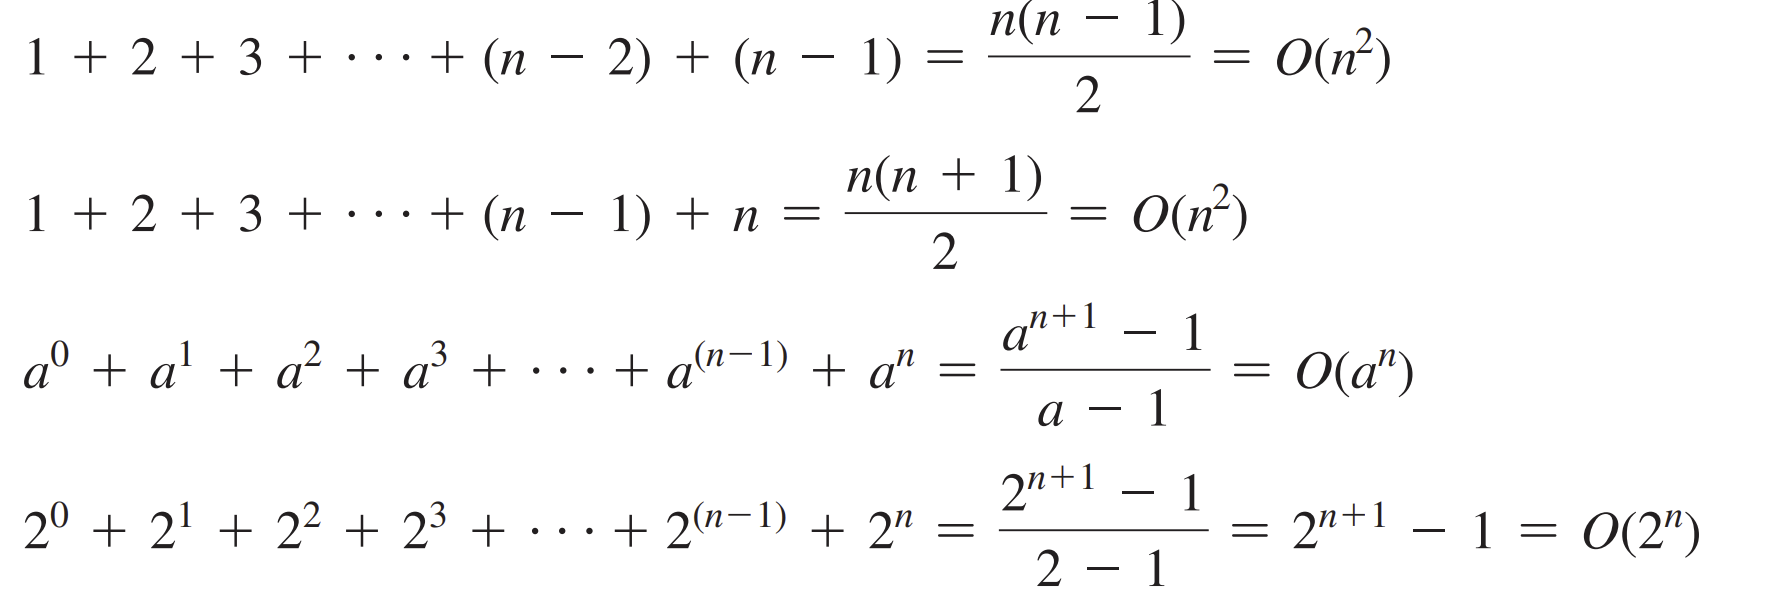 1 + 2 + 3 + ··· + (n − 2) + (n − 1) = n(n − 1)/2 = O(n²)
1 + 2 + 3 + ··· + (n − 1) + n = n(n + 1)/2 = O(n²)
a⁰ + a¹ + a² + a³ + ··· + a⁽ⁿ⁻¹⁾ + aⁿ = (aⁿ⁺¹ − 1)/(a − 1) = O(aⁿ)
2⁰ + 2¹ + 2² + 2³ + ··· + 2⁽ⁿ⁻¹⁾ + 2ⁿ = (2ⁿ⁺¹ − 1)/(2 − 1) = 2ⁿ⁺¹ − 1 = O(2ⁿ)